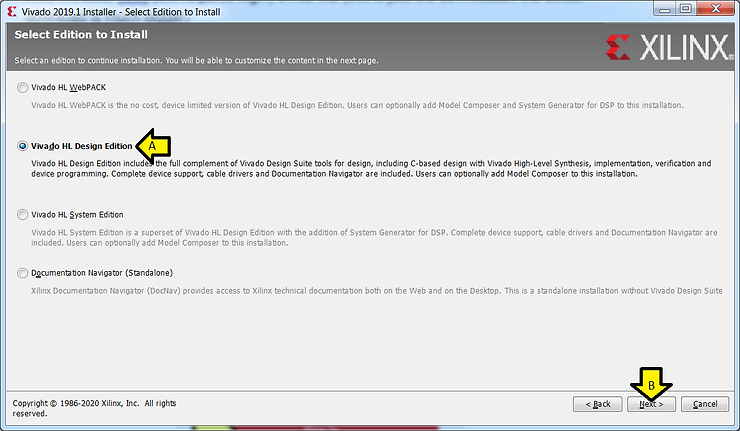 Vivado 2019.1 Installer - Select Edition to Install
Select Edition to Install
XILINX.
Select an edition to continue installation. You will be able to customize the content in the next page.
Vivado HL WebPACK
Vivado HL WebPACK is the no cost, device limited version of Vivado HL Design Edition. Users can optionally add Model Composer and System Generator for DSP to this installation.
Vivado HL Design Edition
A
Vivado HL Design Edition includes the full complement of Vivado Design Suite tools for design, including C-based design with Vivado High-Level Synthesis, implementation, verification and
device programming. Complete device support, cable drivers and Documentation Navigator are included. Users can optionally add Model Composer to this installation.
Vivado HL System Edition
Vivado HL System Edition is a superset of Vivado HL Design Edition with the addition of System Generator for DSP. Complete device support, cable drivers and Documentation Navigator are
included. Users can optionally add Model Composer to this installation.
Documentation Navigator (Standalone)
Xilinx Documentation Navigator (DocNav) provides access to Xilinx technical documentation both on the Web and on the Desktop. This is a standalone installation without Vivado Design Suite
B
Copyright © 1986-2020 Xilinx, Inc. All rights
reserved.
< Back
Next >
Cancel